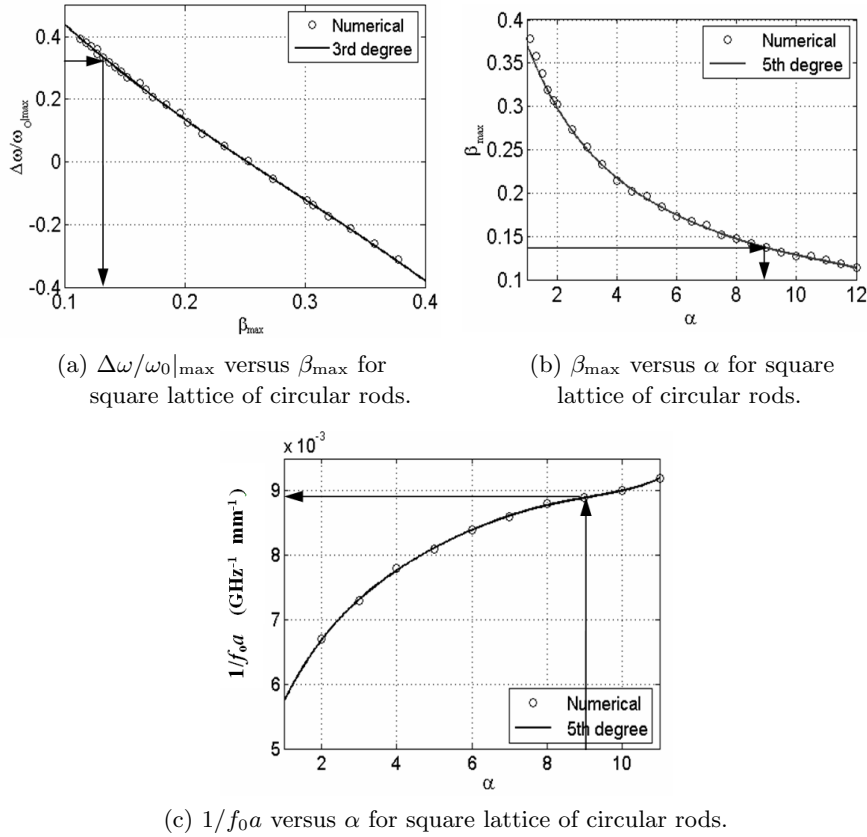 0.4
0.2
0
-0.2
-0.4
Δω/ω₀|max
Numerical
3rd degree
0.1
0.2
0.3
0.4
βmax
0.4
0.35
0.3
0.25
0.2
0.15
0.1
βmax
Numerical
5th degree
2
4
6
8
10
12
α
(a) Δω/ω₀|max versus βmax for
square lattice of circular rods.
(b) βmax versus α for square
lattice of circular rods.
x 10⁻³
9
8
7
6
5
1/f₀a (GHz⁻¹ mm⁻¹)
Numerical
5th degree
2
4
6
8
10
α
(c) 1/f₀a versus α for square lattice of circular rods.